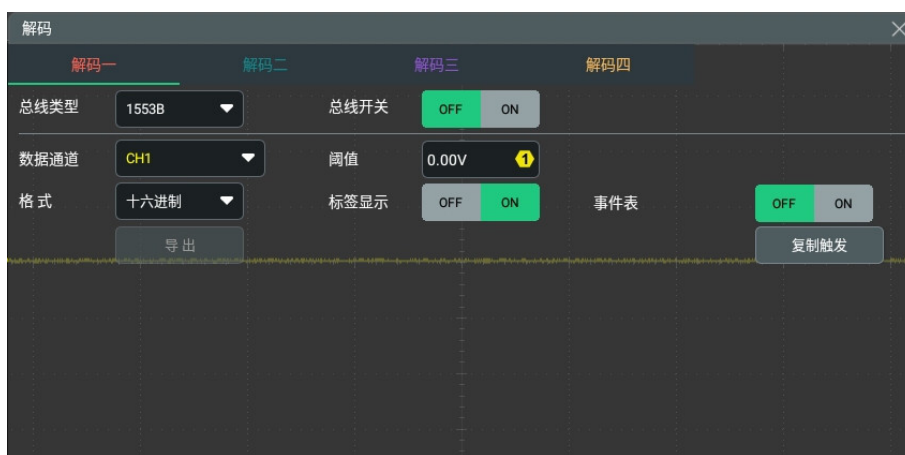 解码
解码一 解码二 解码三 解码四
总线类型 1553B 总线开关 OFF ON
数据通道 CH1 阈值 0.00V 1
格式 十六进制 标签显示 OFF ON 事件表 OFF ON
导出 复制触发